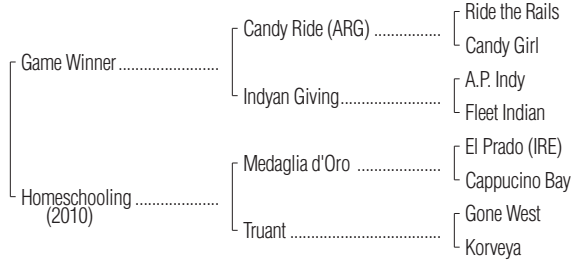 Ride the Rails
Candy Ride (ARG) ................
Candy Girl
Game Winner ........................
A.P. Indy
Indyan Giving........................
Fleet Indian
El Prado (IRE)
Medaglia d'Oro ....................
Cappucino Bay
Homeschooling ....................
(2010)
Gone West
Truant ....................................
Korveya